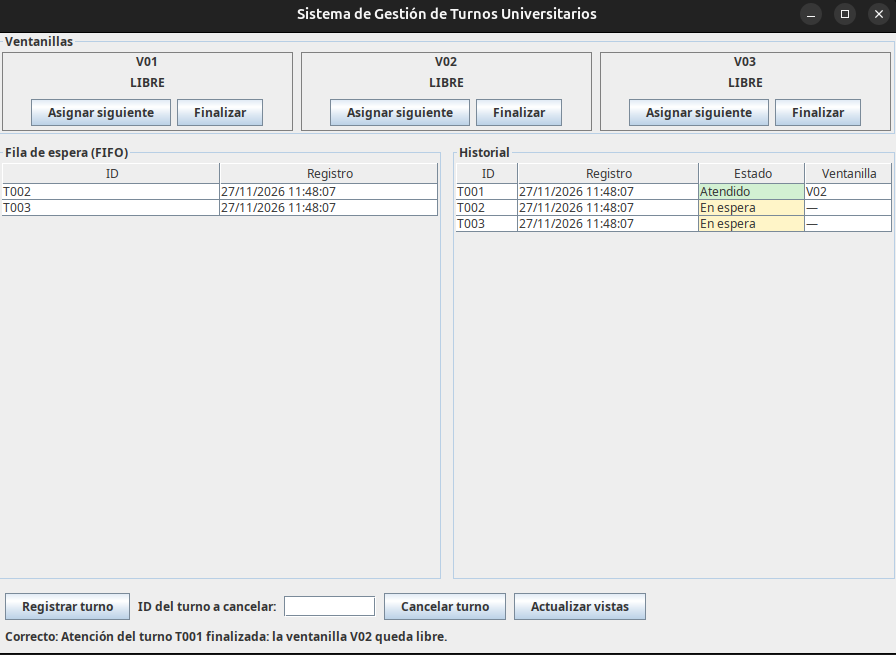 Sistema de Gestión de Turnos Universitarios
Ventanillas
V01 V02 V03
LIBRE LIBRE LIBRE
Asignar siguiente Finalizar Asignar siguiente Finalizar Asignar siguiente Finalizar
Fila de espera (FIFO)
ID Registro
T002 27/11/2026 11:48:07
T003 27/11/2026 11:48:07
Historial
ID Registro Estado Ventanilla
T001 27/11/2026 11:48:07 Atendido V02
T002 27/11/2026 11:48:07 En espera —
T003 27/11/2026 11:48:07 En espera —
Registrar turno ID del turno a cancelar: Cancelar turno Actualizar vistas
Correcto: Atención del turno T001 finalizada: la ventanilla V02 queda libre.